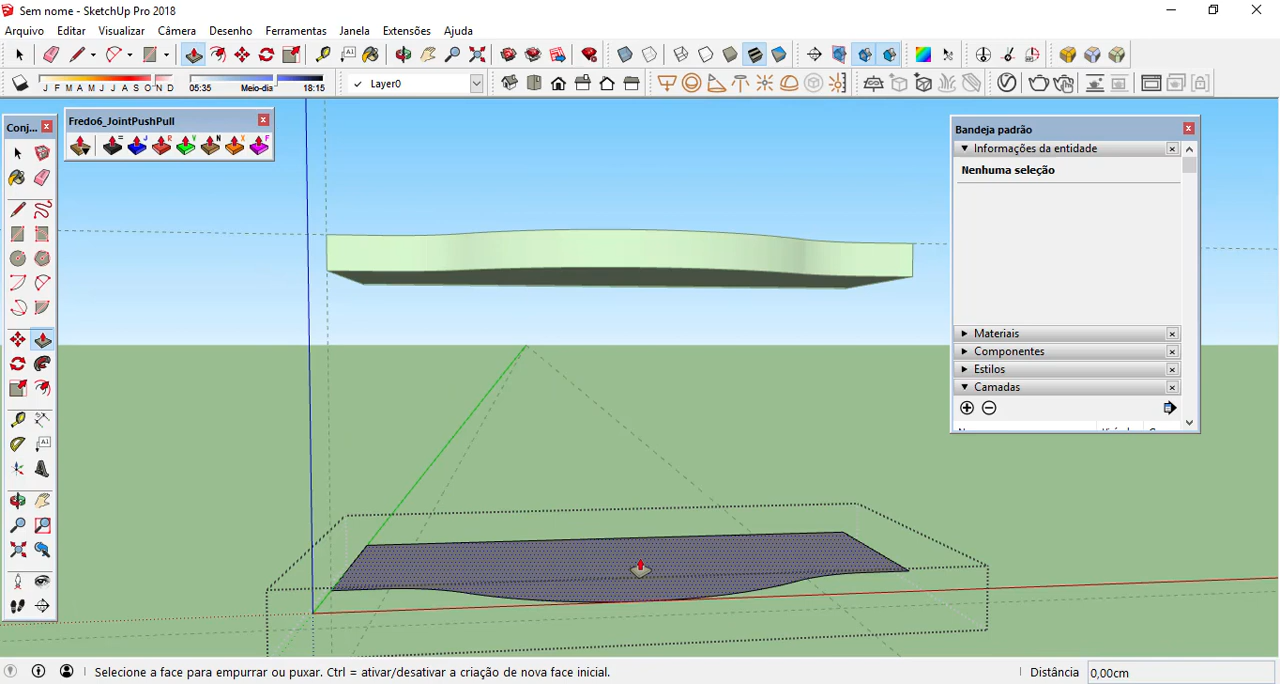 Sem nome - SketchUp Pro 2018
Arquivo Editar Visualizar Câmera Desenho Ferramentas Janela Extensões Ajuda
J F M A M J J A S O N D
05:35 Meio-dia 18:15
Layer0
Conj...
Fredo6_JointPushPull
= J R V N X F
Bandeja padrão
Informações da entidade
Nenhuma seleção
Materiais
Componentes
Estilos
Camadas
Selecione a face para empurrar ou puxar. Ctrl = ativar/desativar a criação de nova face inicial.
Distância 0,00cm